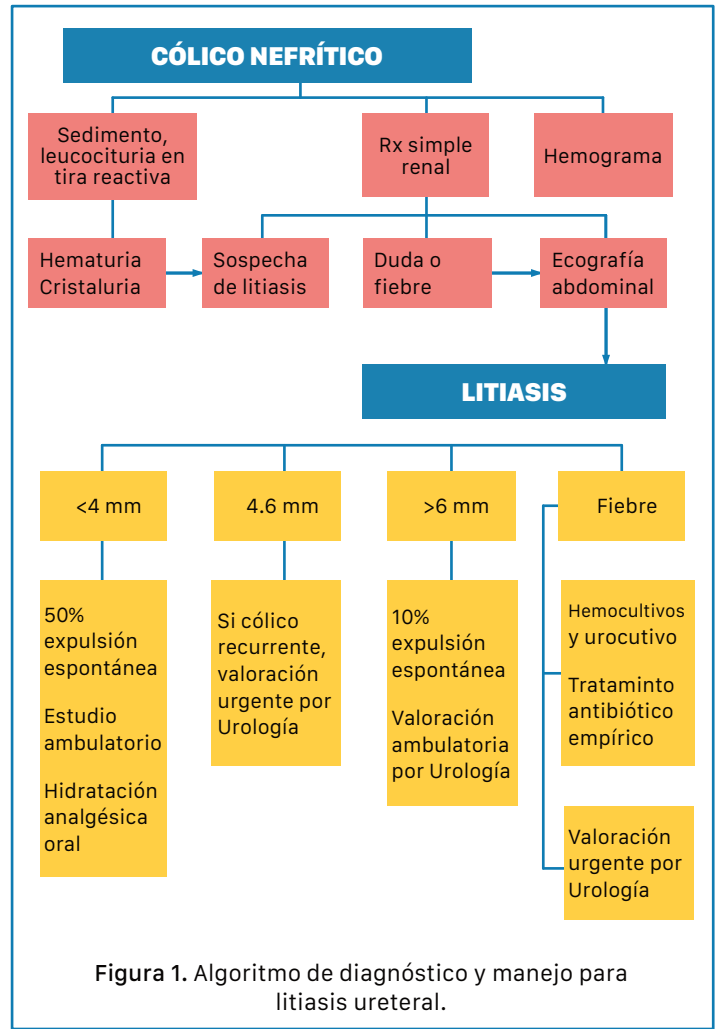 CÓLICO NEFRÍTICO
Sedimento,
leucocituria en
tira reactiva
Rx simple
renal
Hemograma
Hematuria
Cristaluria
Sospecha
de litiasis
Duda o
fiebre
Ecografía
abdominal
LITIASIS
<4 mm
4.6 mm
>6 mm
Fiebre
50%
expulsión
espontánea
Estudio
ambulatorio
Hidratación
analgésica
oral
Si cólico
recurrente,
valoración
urgente por
Urología
10%
expulsión
espontánea
Valoración
ambulatoria
por Urología
Hemocultivos
y urocutivo
Trataminto
antibiótico
empírico
Valoración
urgente por
Urología
Figura 1. Algoritmo de diagnóstico y manejo para
litiasis ureteral.